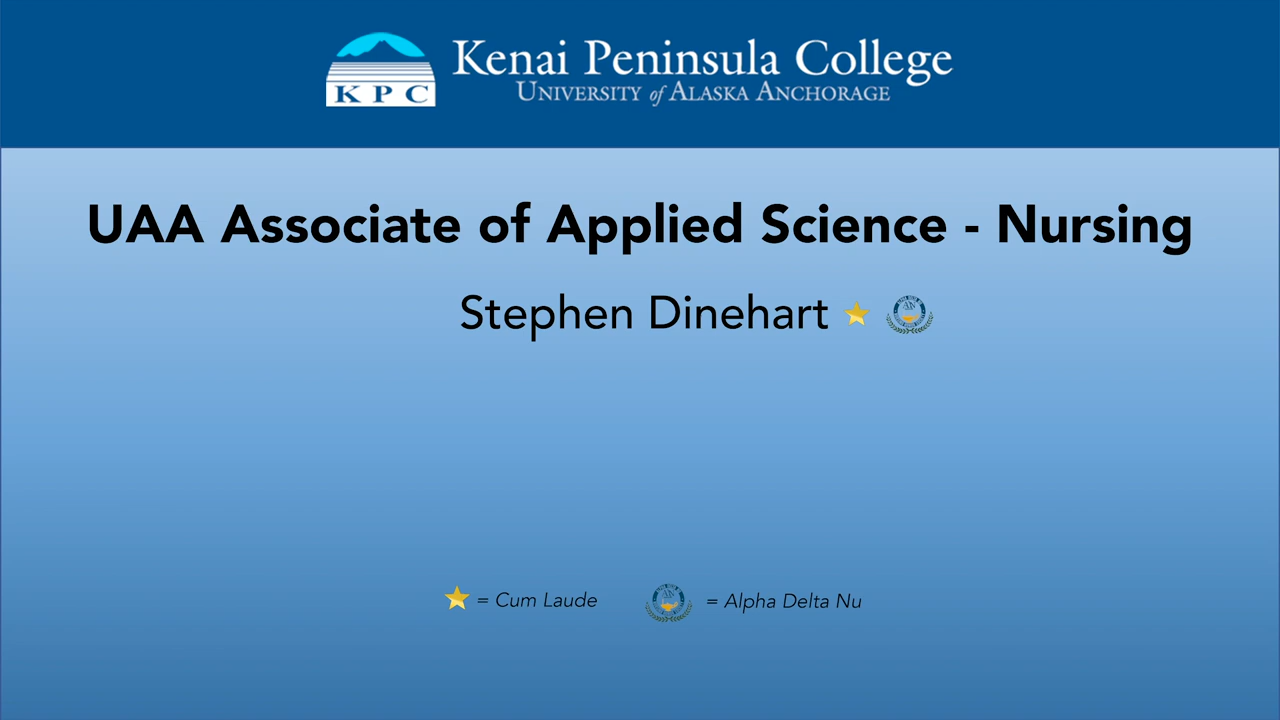 KPC
Kenai Peninsula College
University of Alaska Anchorage
UAA Associate of Applied Science - Nursing
Stephen Dinehart
= Cum Laude
= Alpha Delta Nu